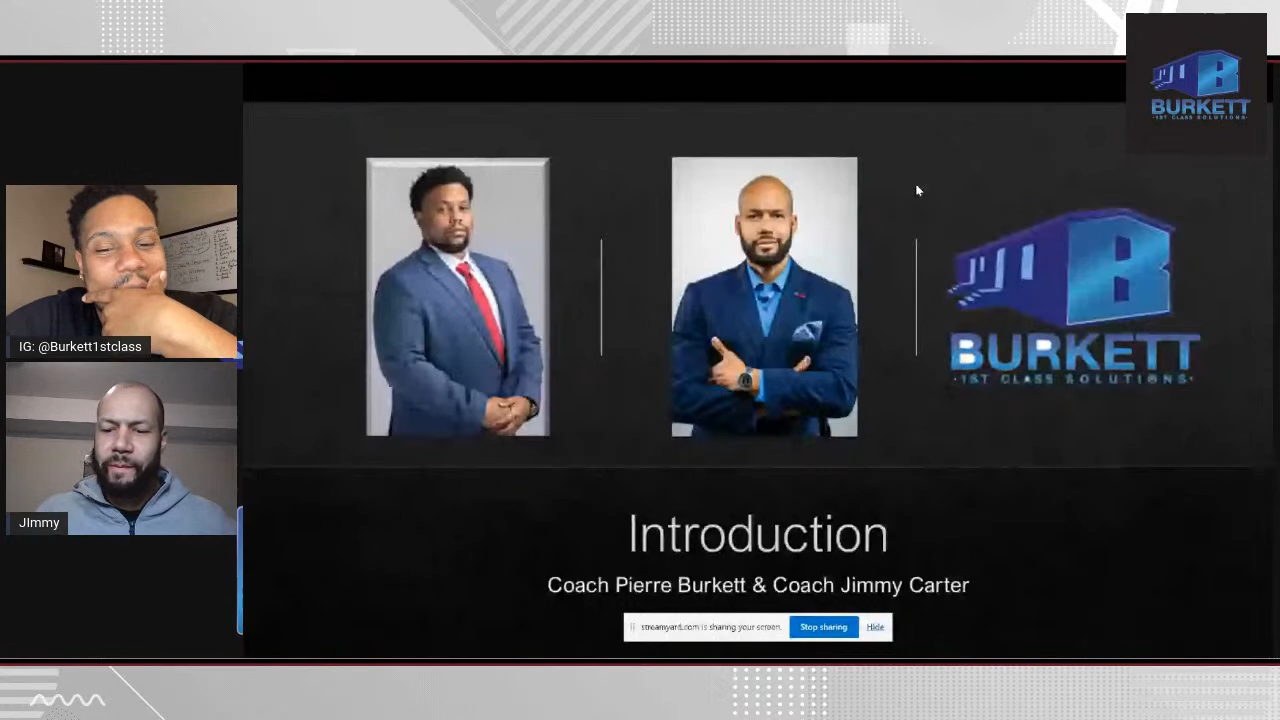 BURKETT
·1ST CLASS SOLUTIONS·
IG: @Burkett1stclass
JImmy
BURKETT
·1ST CLASS SOLUTIONS·
Introduction
Coach Pierre Burkett & Coach Jimmy Carter
streamyard.com is sharing your screen.
Stop sharing
Hide